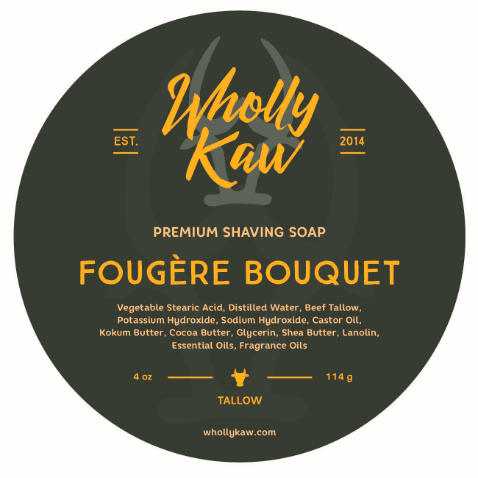 Wholly
Kaw
EST. 2014
PREMIUM SHAVING SOAP
FOUGÈRE BOUQUET
Vegetable Stearic Acid, Distilled Water, Beef Tallow,
Potassium Hydroxide, Sodium Hydroxide, Castor Oil,
Kokum Butter, Cocoa Butter, Glycerin, Shea Butter, Lanolin,
Essential Oils, Fragrance Oils
4 oz 114 g
TALLOW
whollykaw.com